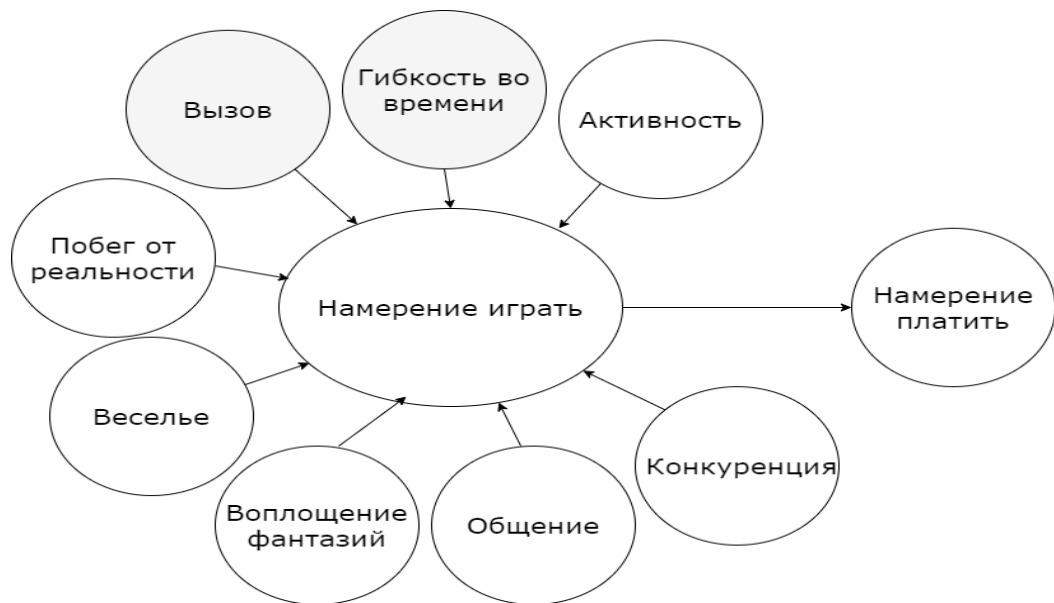 Вызов
Гибкость во
времени
Активность
Побег от
реальности
Намерение играть
Намерение
платить
Веселье
Конкуренция
Воплощение
фантазий
Общение